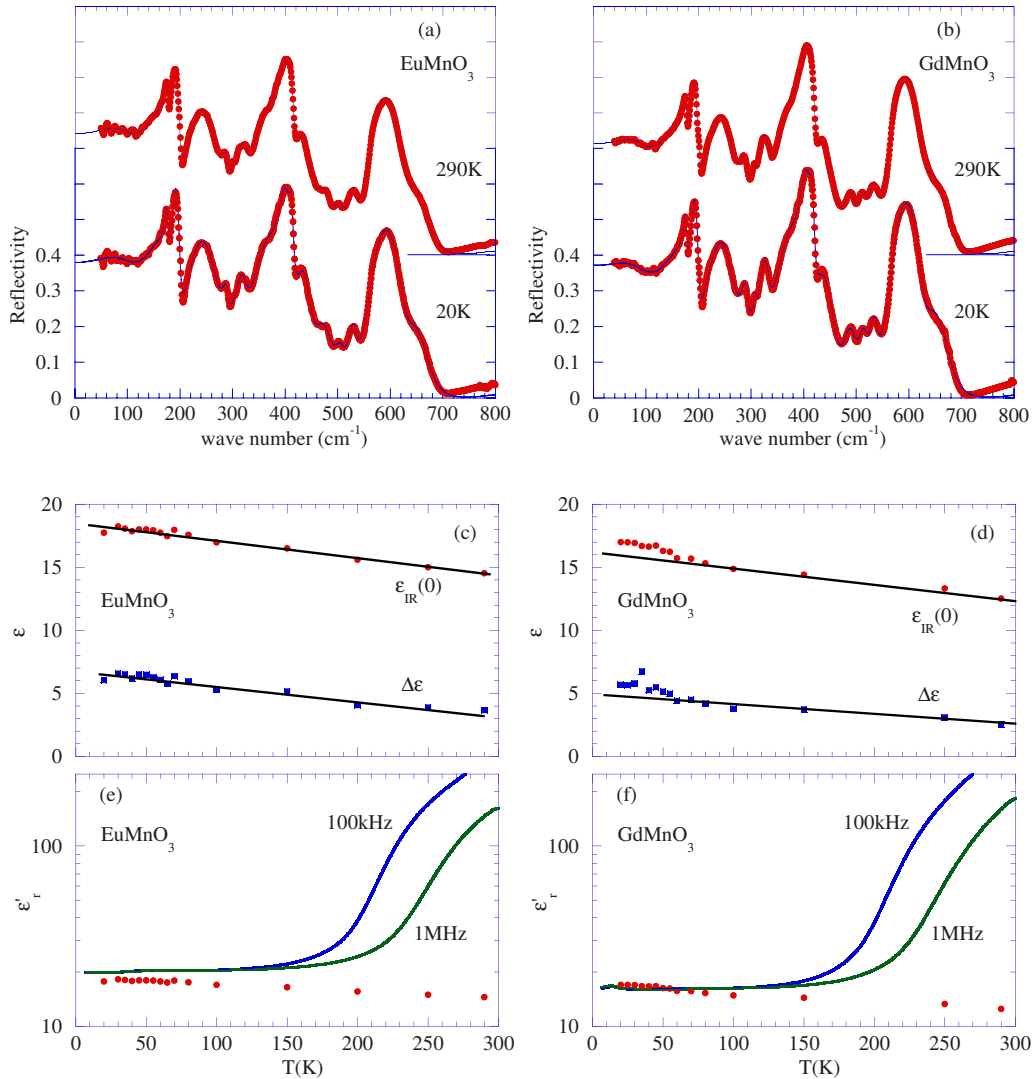 (a)
EuMnO3
290K
20K
Reflectivity
0.4
0.3
0.2
0.1
0
0 100 200 300 400 500 600 700 800
wave number (cm-1)
(b)
GdMnO3
290K
20K
Reflectivity
0.4
0.3
0.2
0.1
0
0 100 200 300 400 500 600 700 800
wave number (cm-1)
20
15
10
5
0
ε
(c)
εIR(0)
EuMnO3
Δε
20
15
10
5
0
ε
(d)
εIR(0)
GdMnO3
Δε
100
10
ε'r
(e)
EuMnO3
100kHz
1MHz
0 50 100 150 200 250 300
T(K)
100
10
ε'r
(f)
GdMnO3
100kHz
1MHz
0 50 100 150 200 250 300
T(K)